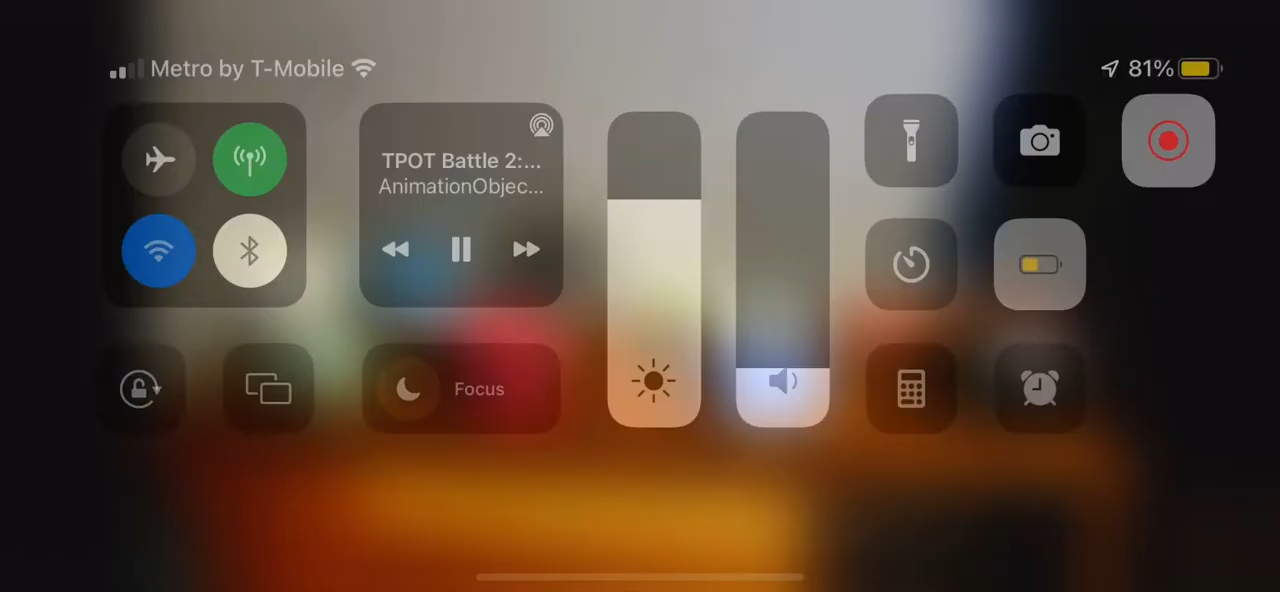 Metro by T-Mobile
81%
TPOT Battle 2:...
AnimationObjec...
Focus